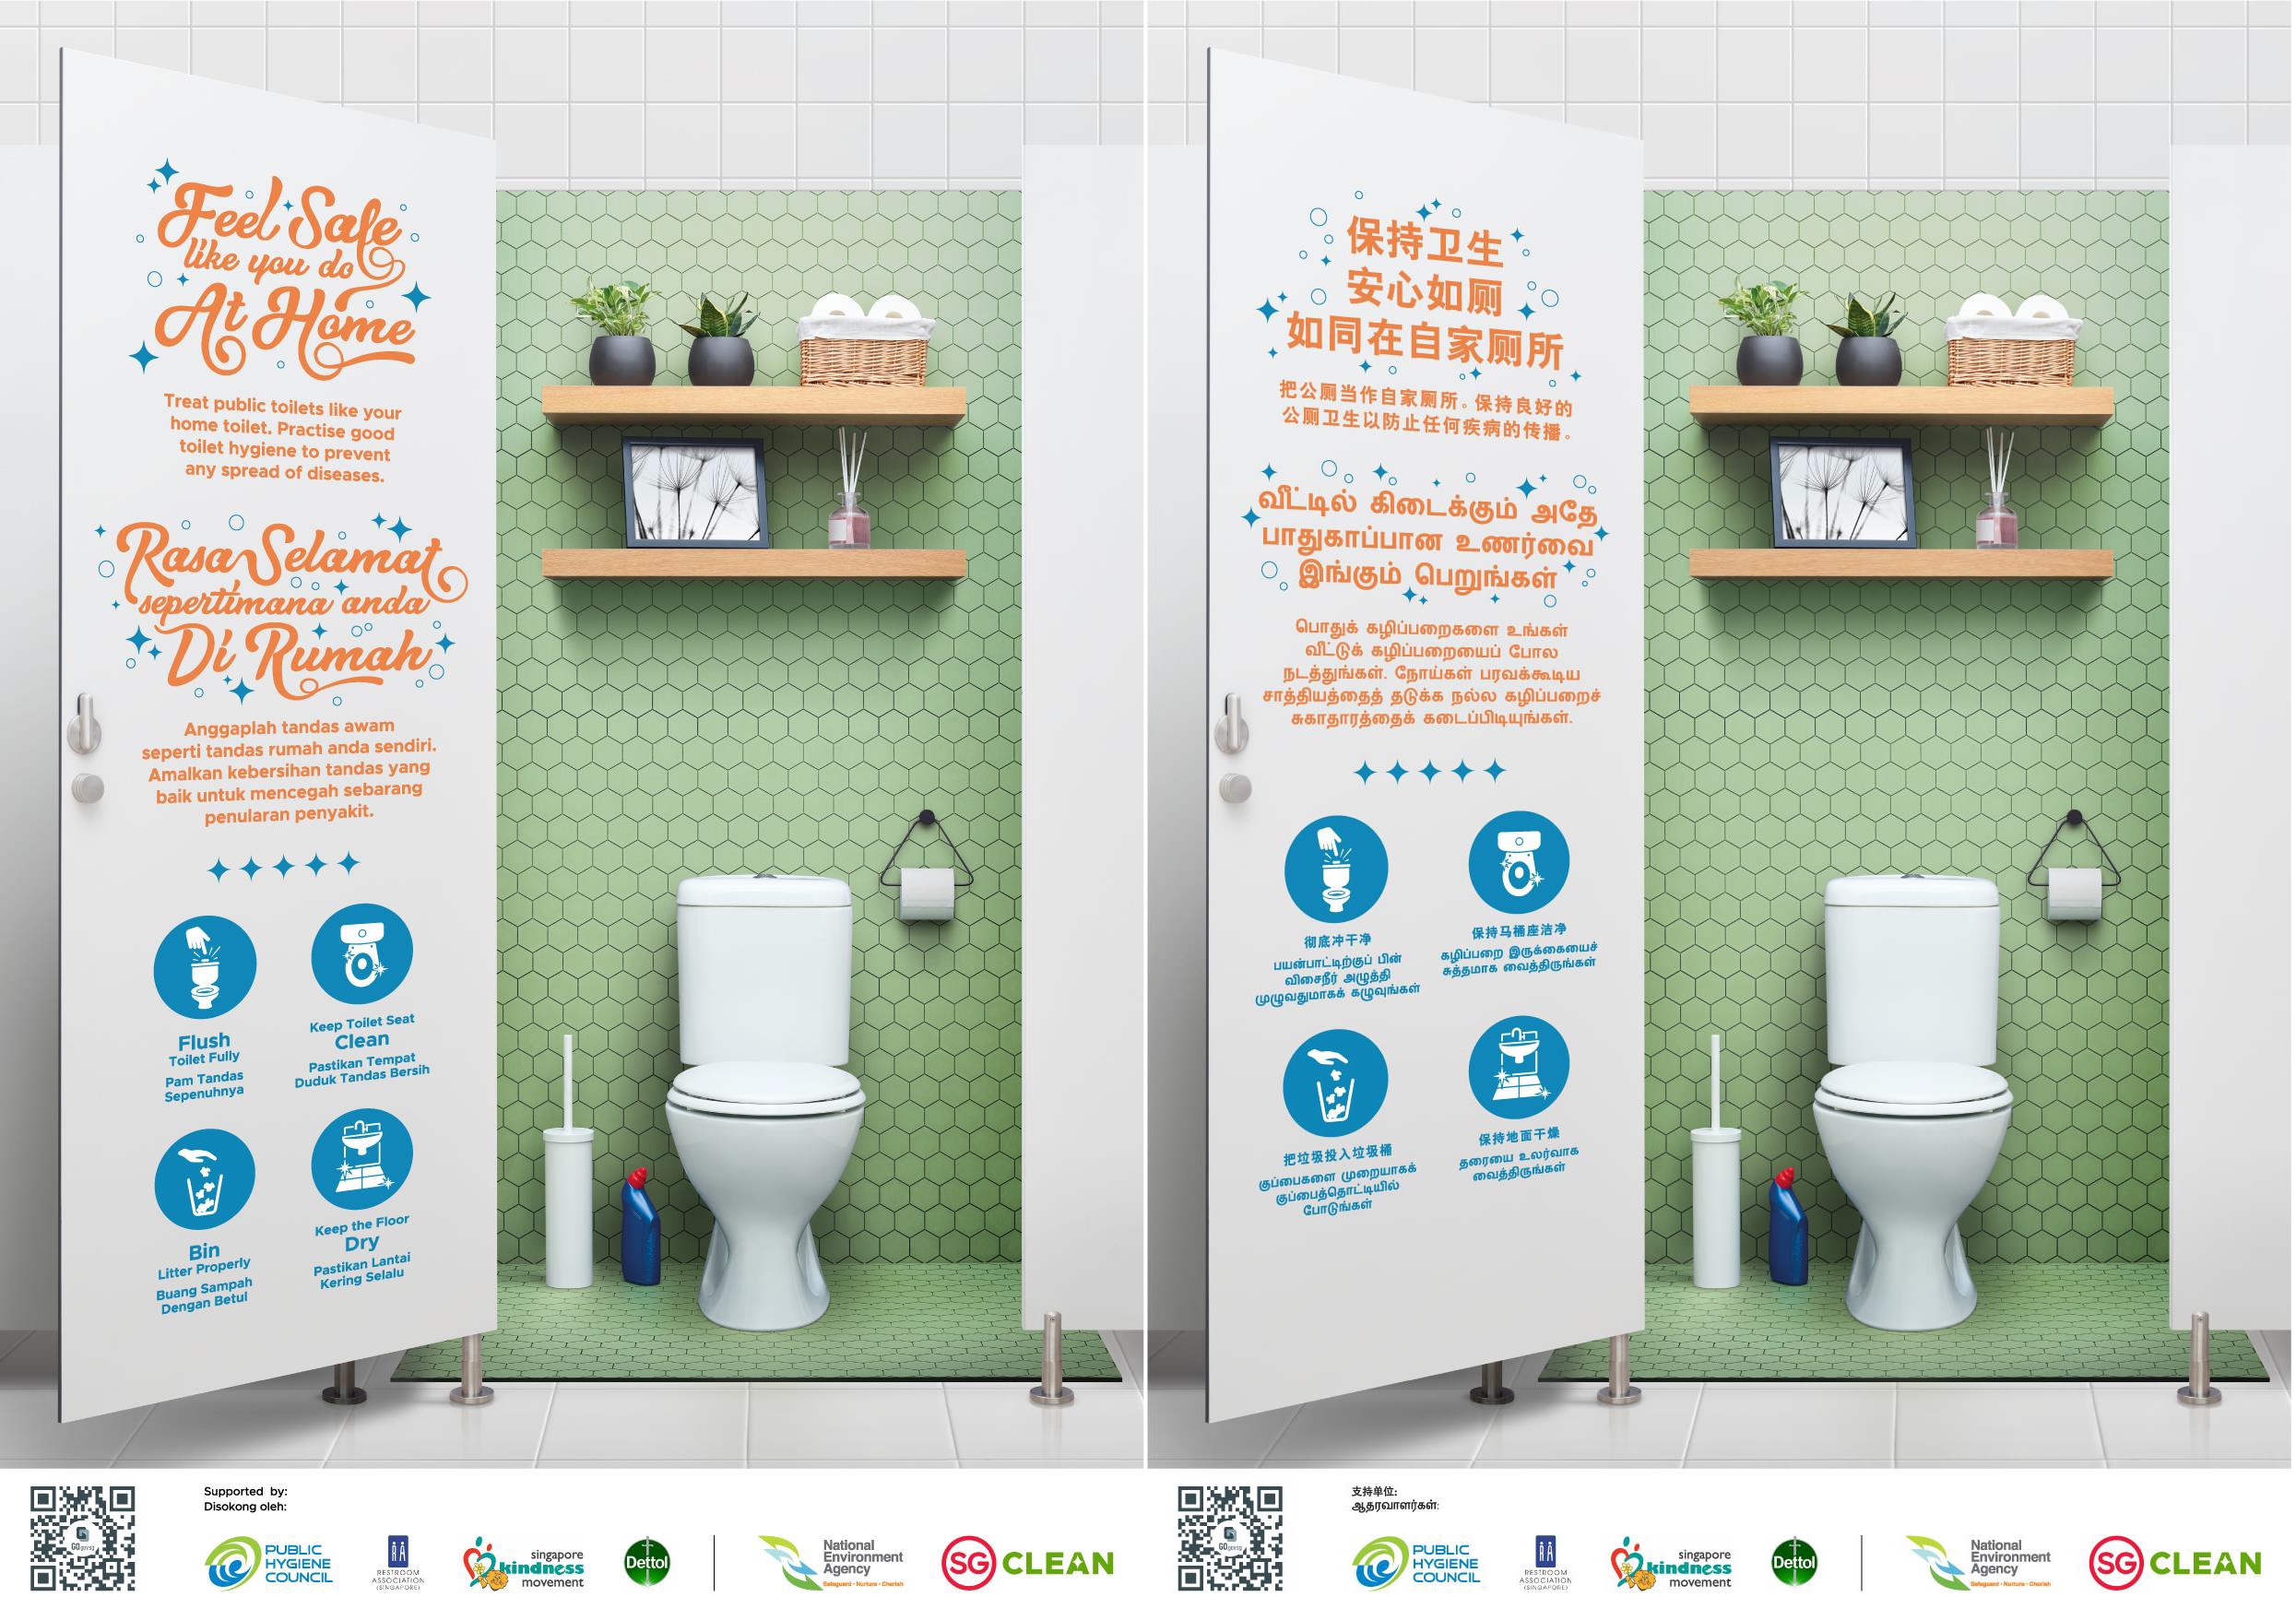 Feel Safe
like you do
At Home
Treat public toilets like your
home toilet. Practise good
toilet hygiene to prevent
any spread of diseases.
Rasa Selamat
sepertimana anda
Di Rumah
Anggaplah tandas awam
seperti tandas rumah anda sendiri.
Amalkan kebersihan tandas yang
baik untuk mencegah sebarang
penularan penyakit.
Flush
Toilet Fully
Pam Tandas
Sepenuhnya
Keep Toilet Seat
Clean
Pastikan Tempat
Duduk Tandas Bersih
Bin
Litter Properly
Buang Sampah
Dengan Betul
Keep the Floor
Dry
Pastikan Lantai
Kering Selalu
Supported by:
Disokong oleh:
GOgovsg
PUBLIC
HYGIENE
COUNCIL
RA
RESTROOM
ASSOCIATION
(SINGAPORE)
singapore
kindness
movement
Dettol
National
Environment
Agency
Safeguard • Nurture • Cherish
SG CLEAN
保持卫生
安心如厕
如同在自家厕所
把公厕当作自家厕所。保持良好的
公厕卫生以防止任何疾病的传播。
வீட்டில் கிடைக்கும் அதே
பாதுகாப்பான உணர்வை
இங்கும் பெறுங்கள்
பொதுக் கழிப்பறைகளை உங்கள்
வீட்டுக் கழிப்பறையைப் போல
நடத்துங்கள். நோய்கள் பரவக்கூடிய
சாத்தியத்தைத் தடுக்க நல்ல கழிப்பறைச்
சுகாதாரத்தைக் கடைப்பிடியுங்கள்.
彻底冲干净
பயன்பாட்டிற்குப் பின்
விசைநீர் அழுத்தி
முழுவதுமாகக் கழுவுங்கள்
保持马桶座洁净
கழிப்பறை இருக்கையைச்
சுத்தமாக வைத்திருங்கள்
把垃圾投入垃圾桶
குப்பைகளை முறையாகக்
குப்பைத்தொட்டியில்
போடுங்கள்
保持地面干燥
தரையை உலர்வாக
வைத்திருங்கள்
支持单位:
ஆதரவாளர்கள்:
GOgovsg
PUBLIC
HYGIENE
COUNCIL
RA
RESTROOM
ASSOCIATION
(SINGAPORE)
singapore
kindness
movement
Dettol
National
Environment
Agency
Safeguard • Nurture • Cherish
SG CLEAN